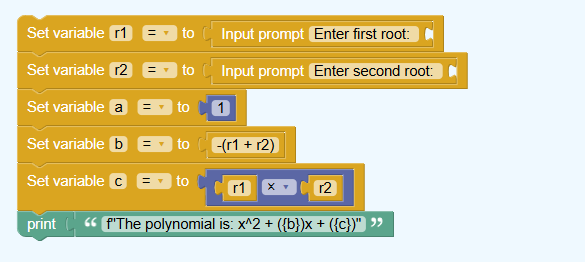 Set variable r1 = to Input prompt Enter first root:
Set variable r2 = to Input prompt Enter second root:
Set variable a = to 1
Set variable b = to -(r1 + r2)
Set variable c = to r1 × r2
print “ f"The polynomial is: x^2 + ({b})x + ({c})" ”